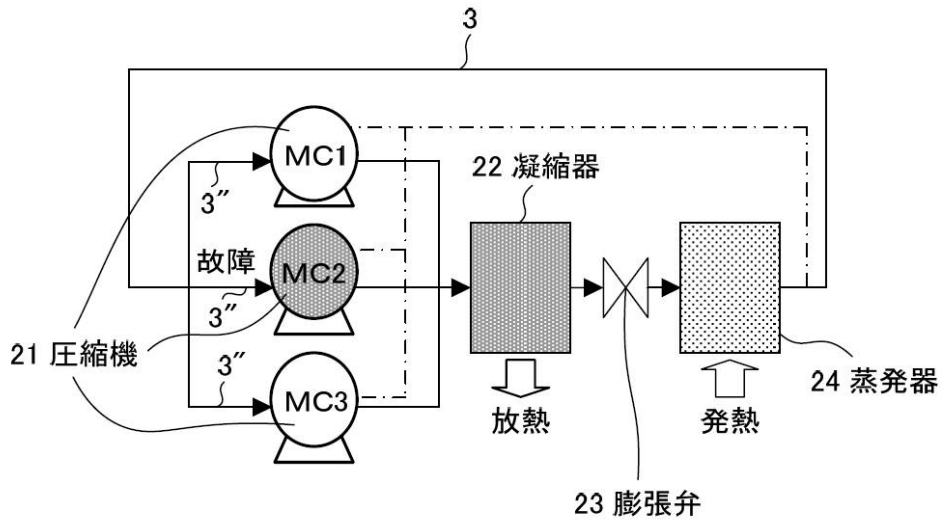 3
MC1
22 凝縮器
3″
故障
MC2
3″
21 圧縮機
3″
24 蒸発器
MC3
放熱
発熱
23 膨張弁